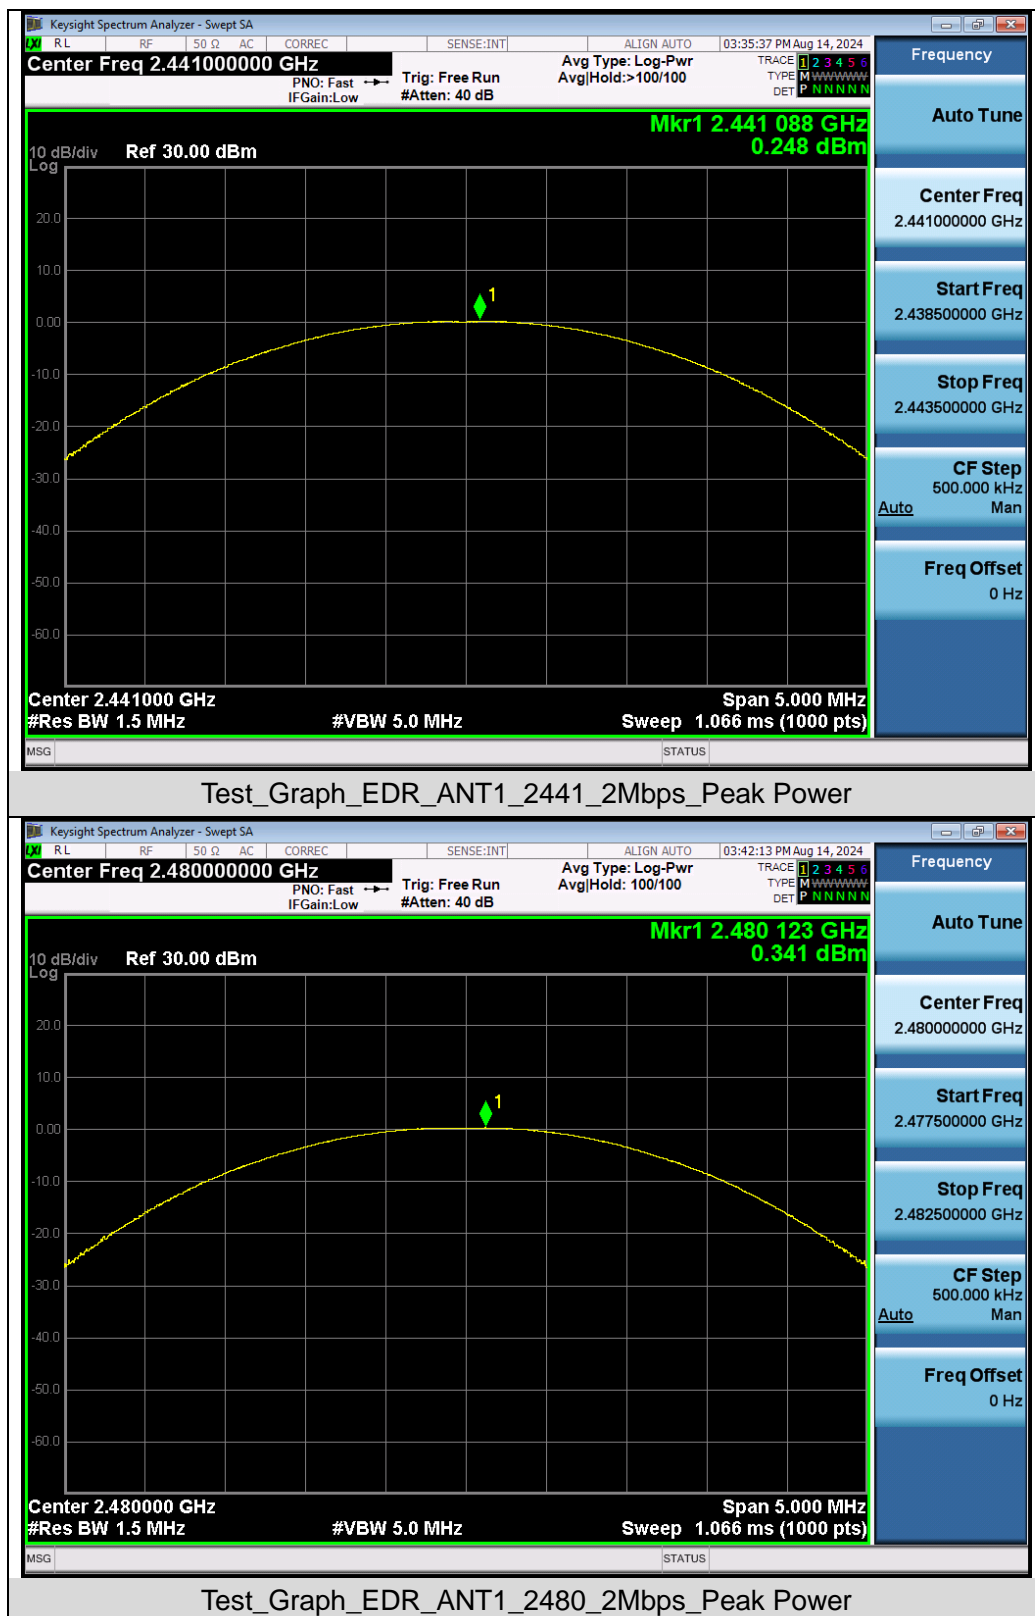 Keysight Spectrum Analyzer - Swept SA
LXI RL RF 50 Ω AC CORREC SENSE:INT ALIGN AUTO 03:35:37 PM Aug 14, 2024
Center Freq 2.441000000 GHz
PNO: Fast Trig: Free Run Avg Type: Log-Pwr TRACE 1 2 3 4 5 6
IFGain:Low #Atten: 40 dB Avg|Hold:>100/100 TYPE M WWWWW
DET P N N N N N
Mkr1 2.441 088 GHz
0.248 dBm
10 dB/div Ref 30.00 dBm
Log
20.0
10.0
0.00
-10.0
-20.0
-30.0
-40.0
-50.0
-60.0
1
Center 2.441000 GHz Span 5.000 MHz
#Res BW 1.5 MHz #VBW 5.0 MHz Sweep 1.066 ms (1000 pts)
MSG STATUS
Frequency
Auto Tune
Center Freq
2.441000000 GHz
Start Freq
2.438500000 GHz
Stop Freq
2.443500000 GHz
CF Step
500.000 kHz
Auto Man
Freq Offset
0 Hz
Test_Graph_EDR_ANT1_2441_2Mbps_Peak Power
Keysight Spectrum Analyzer - Swept SA
LXI RL RF 50 Ω AC CORREC SENSE:INT ALIGN AUTO 03:42:13 PM Aug 14, 2024
Center Freq 2.480000000 GHz
PNO: Fast Trig: Free Run Avg Type: Log-Pwr TRACE 1 2 3 4 5 6
IFGain:Low #Atten: 40 dB Avg|Hold: 100/100 TYPE M WWWWW
DET P N N N N N
Mkr1 2.480 123 GHz
0.341 dBm
10 dB/div Ref 30.00 dBm
Log
20.0
10.0
0.00
-10.0
-20.0
-30.0
-40.0
-50.0
-60.0
1
Center 2.480000 GHz Span 5.000 MHz
#Res BW 1.5 MHz #VBW 5.0 MHz Sweep 1.066 ms (1000 pts)
MSG STATUS
Frequency
Auto Tune
Center Freq
2.480000000 GHz
Start Freq
2.477500000 GHz
Stop Freq
2.482500000 GHz
CF Step
500.000 kHz
Auto Man
Freq Offset
0 Hz
Test_Graph_EDR_ANT1_2480_2Mbps_Peak Power